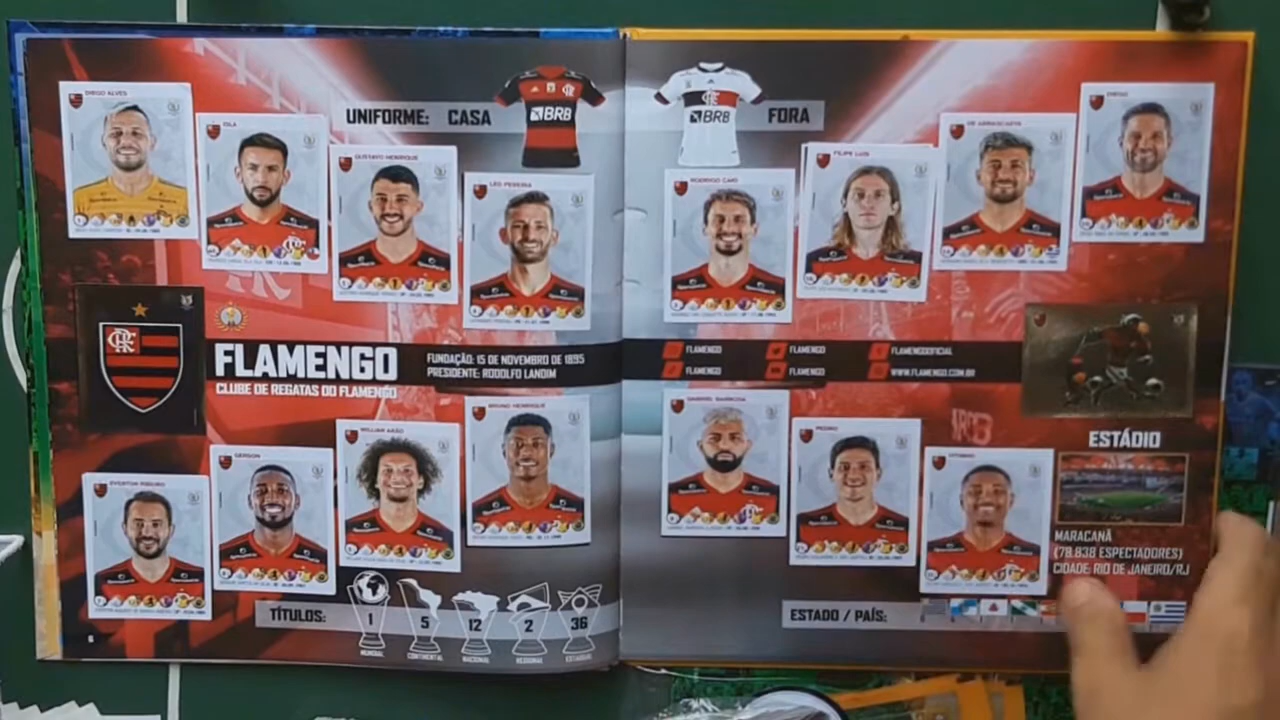 DIEGO ALVES
ISLA
GUSTAVO HENRIQUE
LEO PEREIRA
UNIFORME: CASA
BRB
BRB
FORA
RODRIGO CAIO
FILIPE LUIS
DE ARRASCAETA
DIEGO
FLAMENGO
CLUBE DE REGATAS DO FLAMENGO
FUNDAÇÃO: 15 DE NOVEMBRO DE 1895
PRESIDENTE: RODOLFO LANDIM
FLAMENGO
FLAMENGO
FLAMENGOOFICIAL
FLAMENGO
FLAMENGO
WWW.FLAMENGO.COM.BR
EVERTON RIBEIRO
GERSON
WILLIAN ARÃO
BRUNO HENRIQUE
GABRIEL BARBOSA
PEDRO
VITINHO
ESTÁDIO
MARACANÃ
(78.838 ESPECTADORES)
CIDADE: RIO DE JANEIRO/RJ
TÍTULOS:
1
5
12
2
36
MUNDIAL
CONTINENTAL
NACIONAL
REGIONAL
ESTADUAL
ESTADO / PAÍS:
6